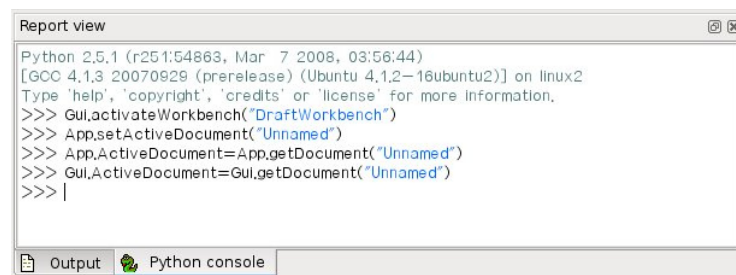 Report view
Python 2.5.1 (r251:54863, Mar 7 2008, 03:56:44)
[GCC 4.1.3 20070929 (prerelease) (Ubuntu 4.1.2-16ubuntu2)] on linux2
Type 'help', 'copyright', 'credits' or 'license' for more information.
>>> Gui.activateWorkbench("DraftWorkbench")
>>> App.setActiveDocument("Unnamed")
>>> App.ActiveDocument=App.getDocument("Unnamed")
>>> Gui.ActiveDocument=Gui.getDocument("Unnamed")
>>>
Output Python console